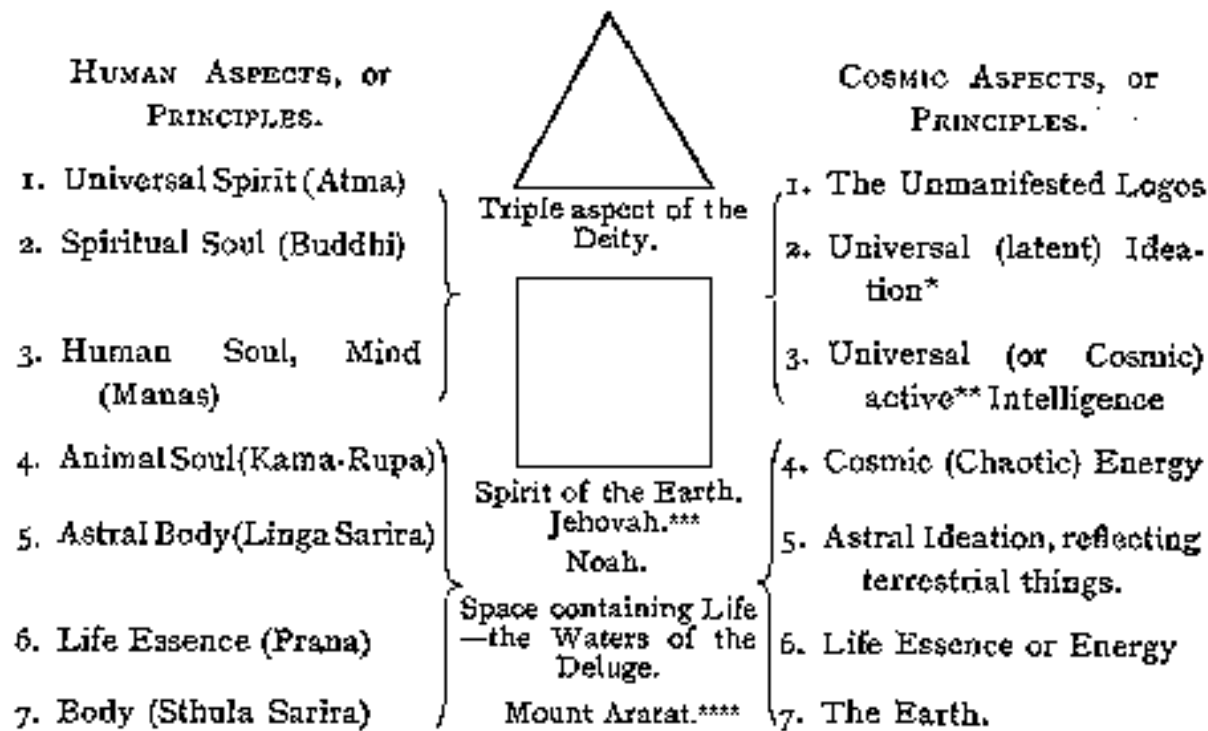 HUMAN ASPECTS, or
PRINCIPLES.
1. Universal Spirit (Atma)
2. Spiritual Soul (Buddhi)
3. Human Soul, Mind
(Manas)
4. Animal Soul (Kama-Rupa)
5. Astral Body (Linga Sarira)
6. Life Essence (Prana)
7. Body (Sthula Sarira)
Triple aspect of the
Deity.
Spirit of the Earth.
Jehovah.***
Noah.
Space containing Life
—the Waters of the
Deluge.
Mount Ararat.****
COSMIC ASPECTS, or
PRINCIPLES.
1. The Unmanifested Logos
2. Universal (latent) Idea-
tion*
3. Universal (or Cosmic)
active** Intelligence
4. Cosmic (Chaotic) Energy
5. Astral Ideation, reflecting
terrestrial things.
6. Life Essence or Energy
7. The Earth.